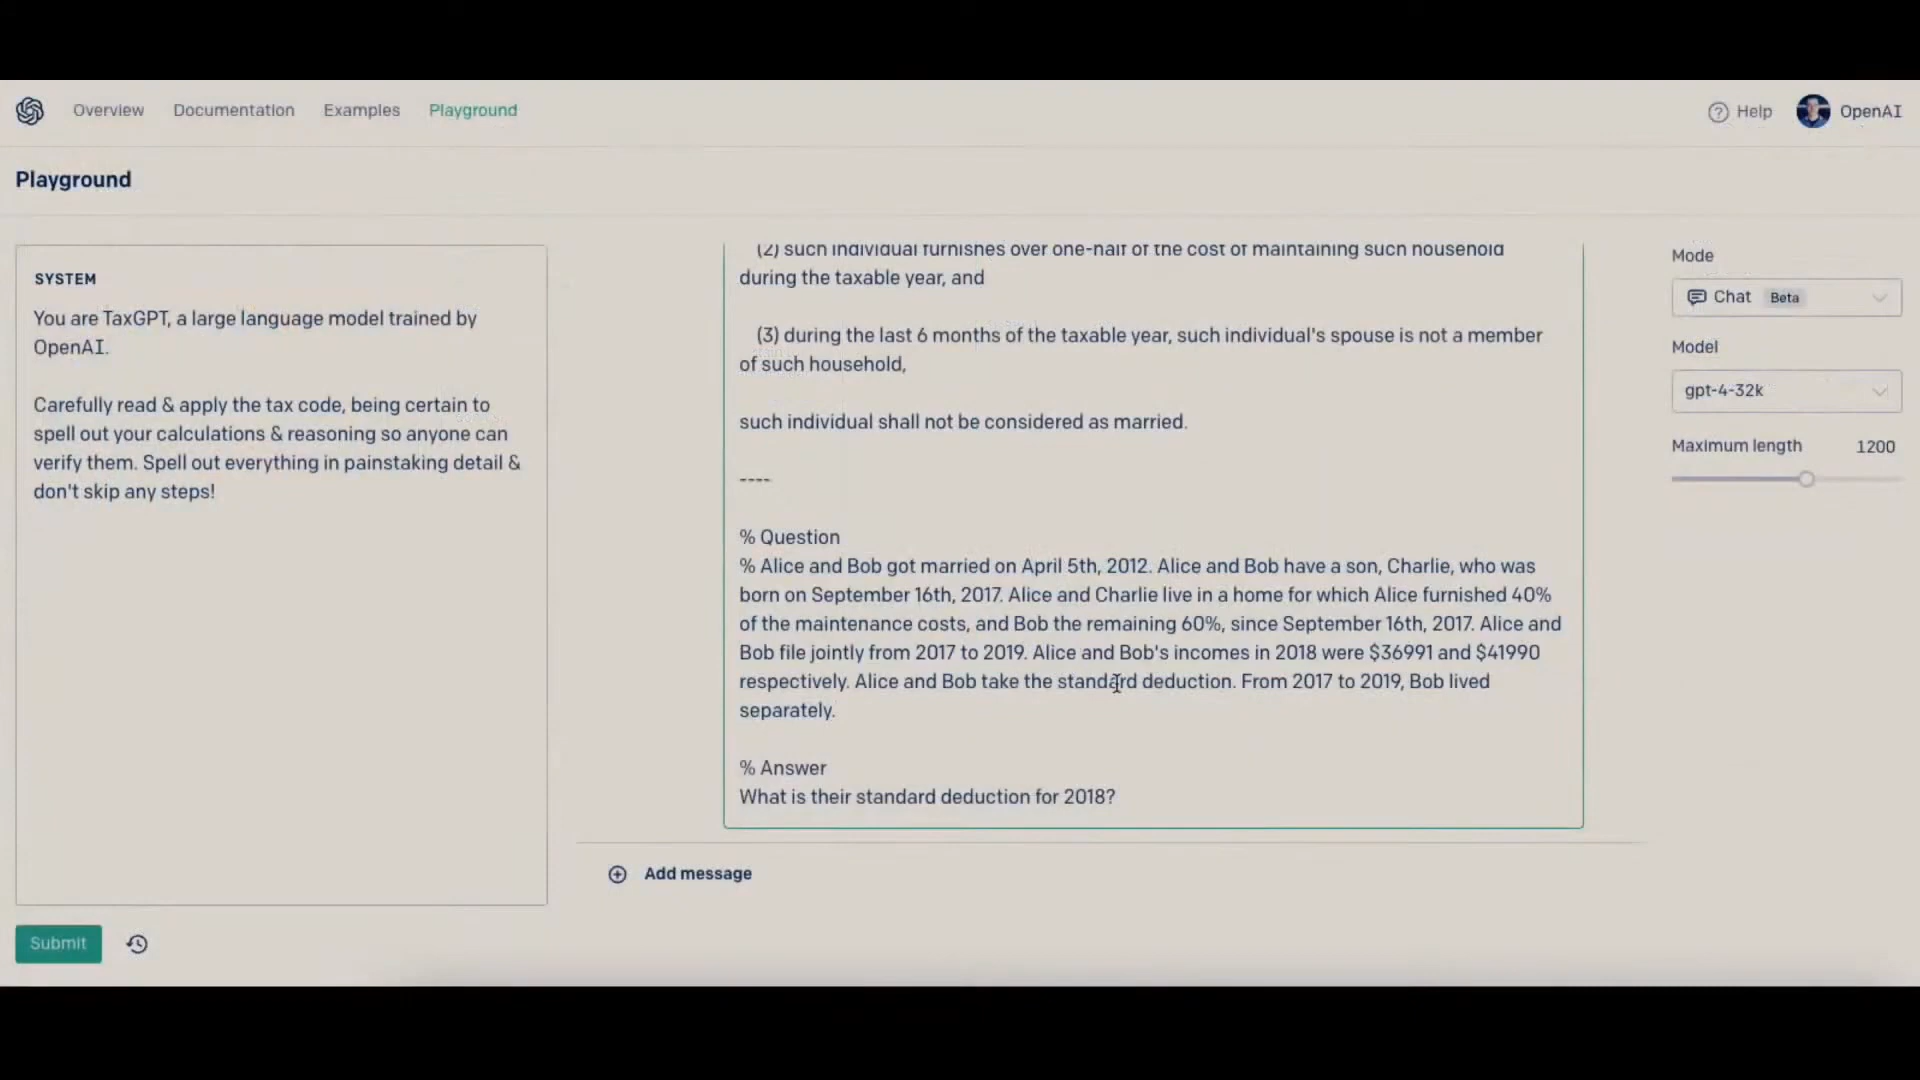 Overview Documentation Examples Playground Help OpenAI
Playground
SYSTEM
You are TaxGPT, a large language model trained by
OpenAI.
Carefully read & apply the tax code, being certain to
spell out your calculations & reasoning so anyone can
verify them. Spell out everything in painstaking detail &
don't skip any steps!
(2) such individual furnishes over one-half of the cost of maintaining such household
during the taxable year, and
(3) during the last 6 months of the taxable year, such individual's spouse is not a member
of such household,
such individual shall not be considered as married.
----
% Question
% Alice and Bob got married on April 5th, 2012. Alice and Bob have a son, Charlie, who was
born on September 16th, 2017. Alice and Charlie live in a home for which Alice furnished 40%
of the maintenance costs, and Bob the remaining 60%, since September 16th, 2017. Alice and
Bob file jointly from 2017 to 2019. Alice and Bob's incomes in 2018 were $36991 and $41990
respectively. Alice and Bob take the standard deduction. From 2017 to 2019, Bob lived
separately.
% Answer
What is their standard deduction for 2018?
Add message
Submit
Mode
Chat Beta
Model
gpt-4-32k
Maximum length 1200